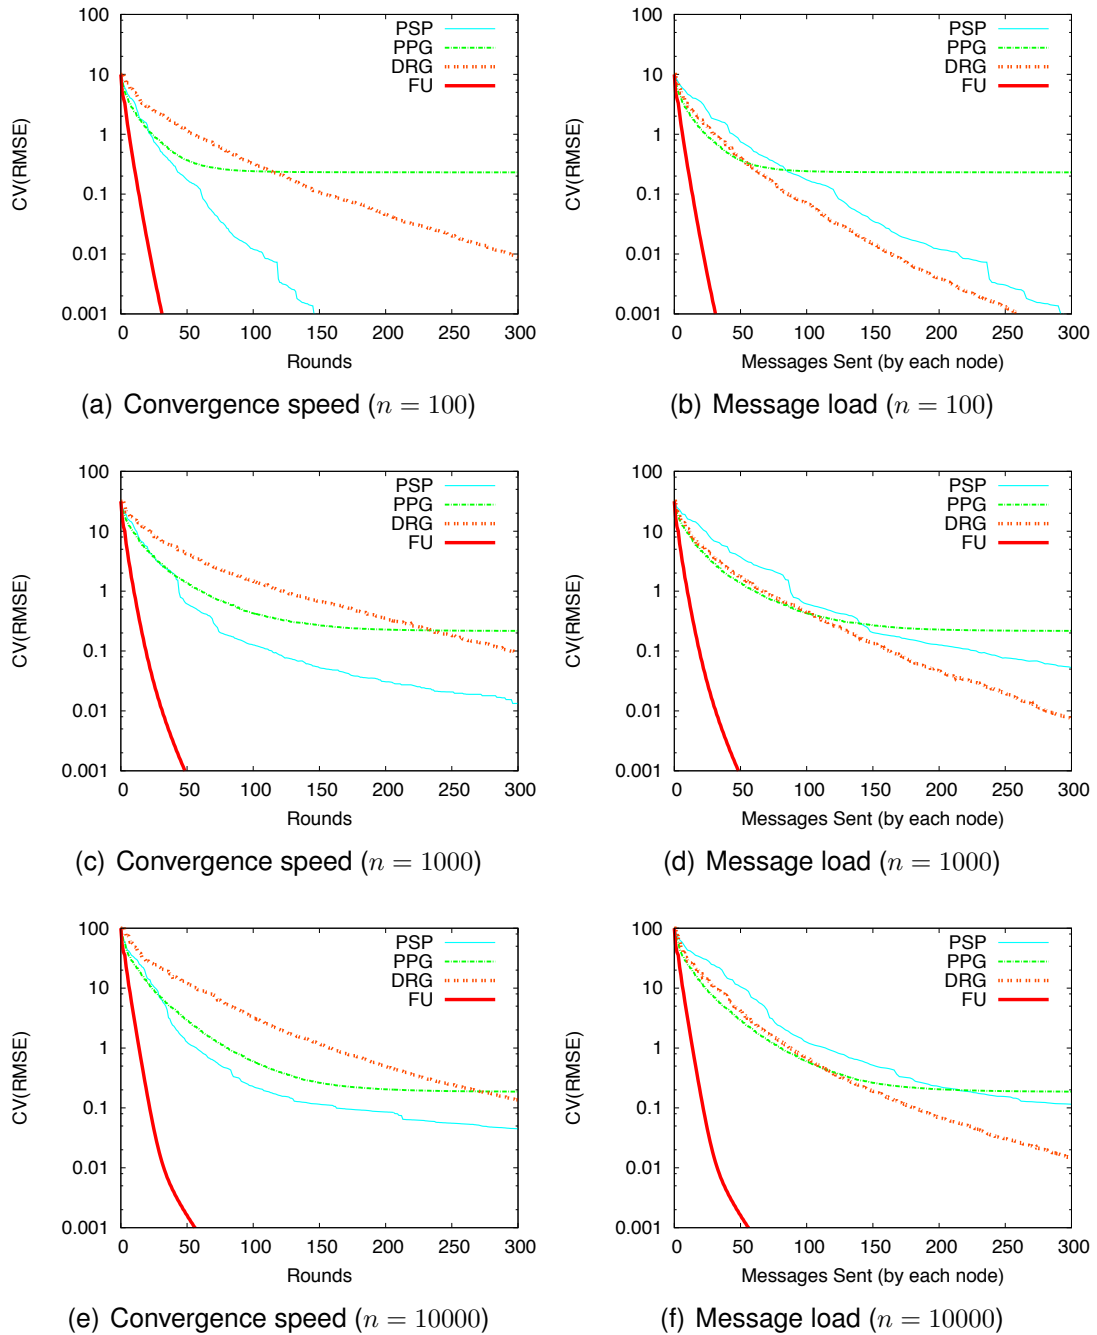 100
10
1
0.1
0.01
0.001
CV(RMSE)
0 50 100 150 200 250 300
Rounds
PSP
PPG
DRG
FU
(a) Convergence speed (n = 100)
100
10
1
0.1
0.01
0.001
CV(RMSE)
0 50 100 150 200 250 300
Messages Sent (by each node)
PSP
PPG
DRG
FU
(b) Message load (n = 100)
100
10
1
0.1
0.01
0.001
CV(RMSE)
0 50 100 150 200 250 300
Rounds
PSP
PPG
DRG
FU
(c) Convergence speed (n = 1000)
100
10
1
0.1
0.01
0.001
CV(RMSE)
0 50 100 150 200 250 300
Messages Sent (by each node)
PSP
PPG
DRG
FU
(d) Message load (n = 1000)
100
10
1
0.1
0.01
0.001
CV(RMSE)
0 50 100 150 200 250 300
Rounds
PSP
PPG
DRG
FU
(e) Convergence speed (n = 10000)
100
10
1
0.1
0.01
0.001
CV(RMSE)
0 50 100 150 200 250 300
Messages Sent (by each node)
PSP
PPG
DRG
FU
(f) Message load (n = 10000)